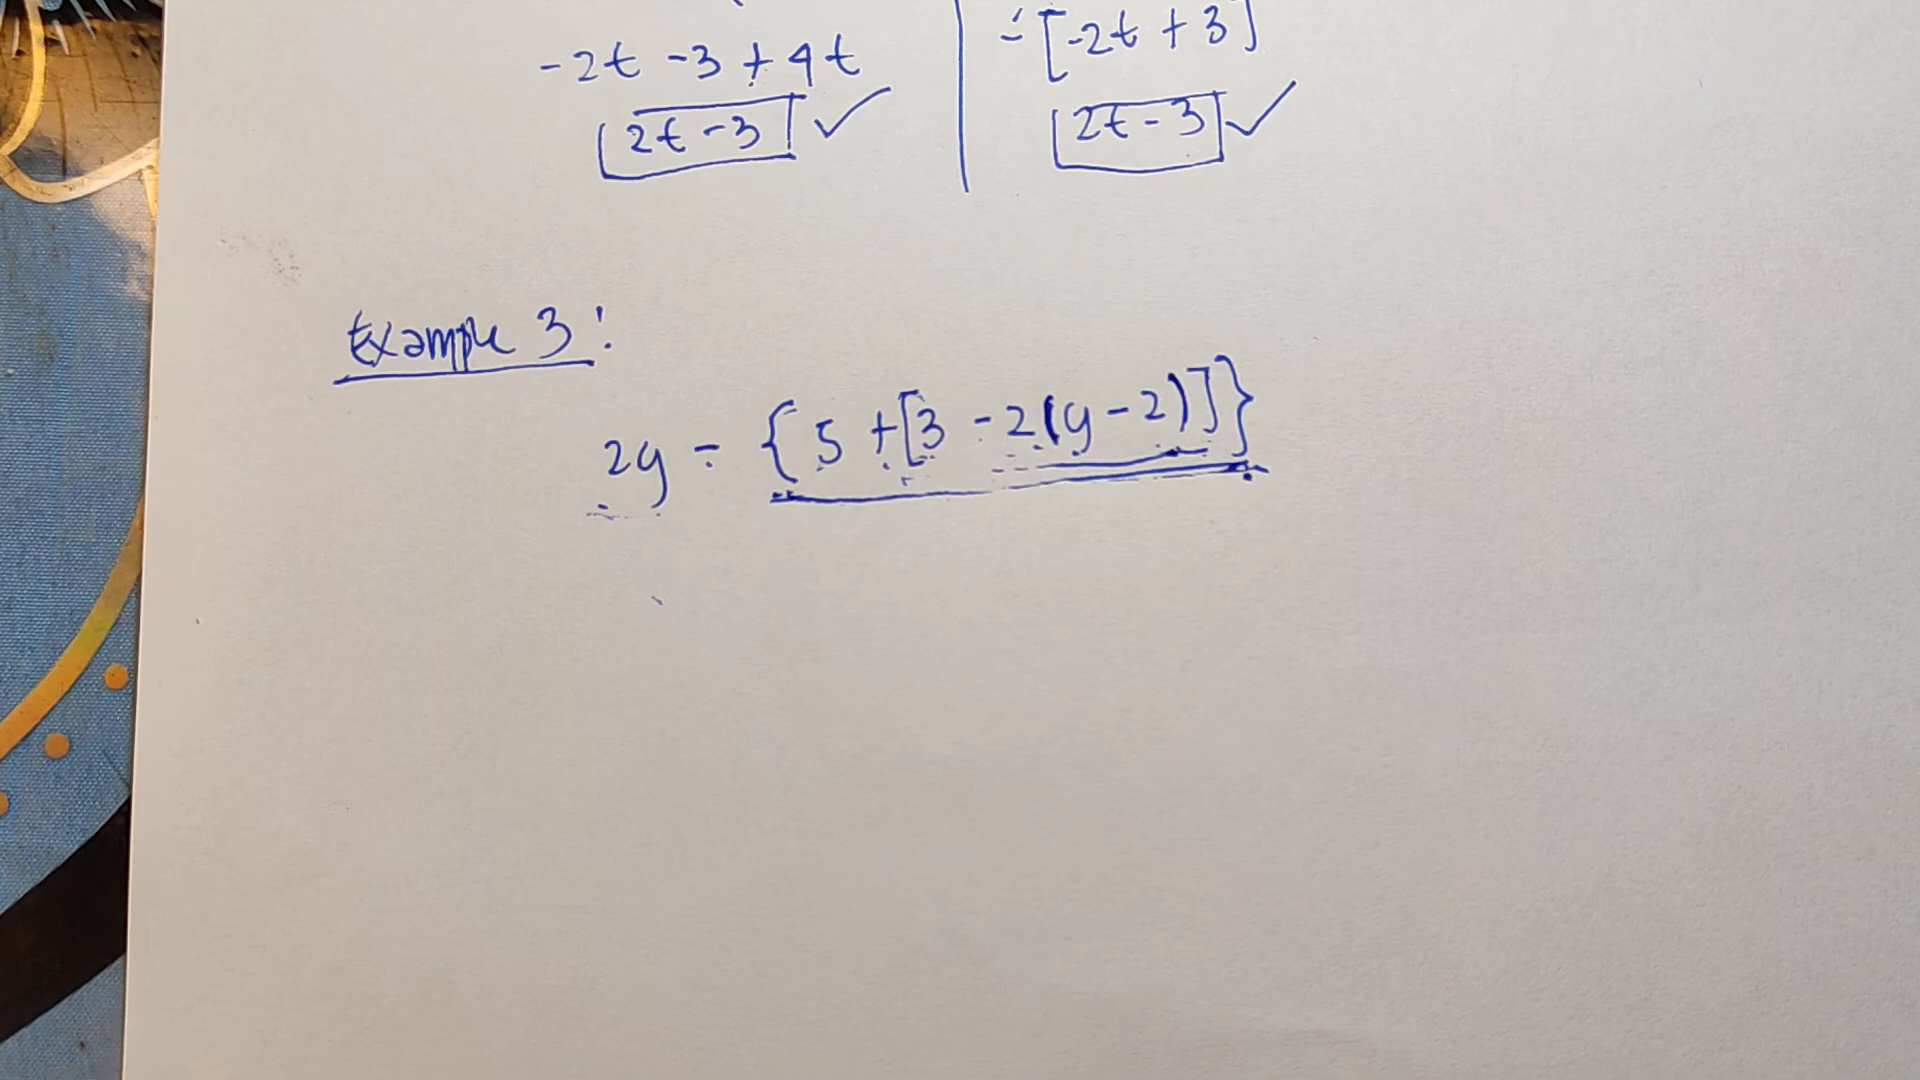 -2t -3 + 4t
2t - 3 ✓
- [-2t + 3]
2t - 3 ✓
Example 3:
2y - {5 + [3 - 2(y - 2)]}